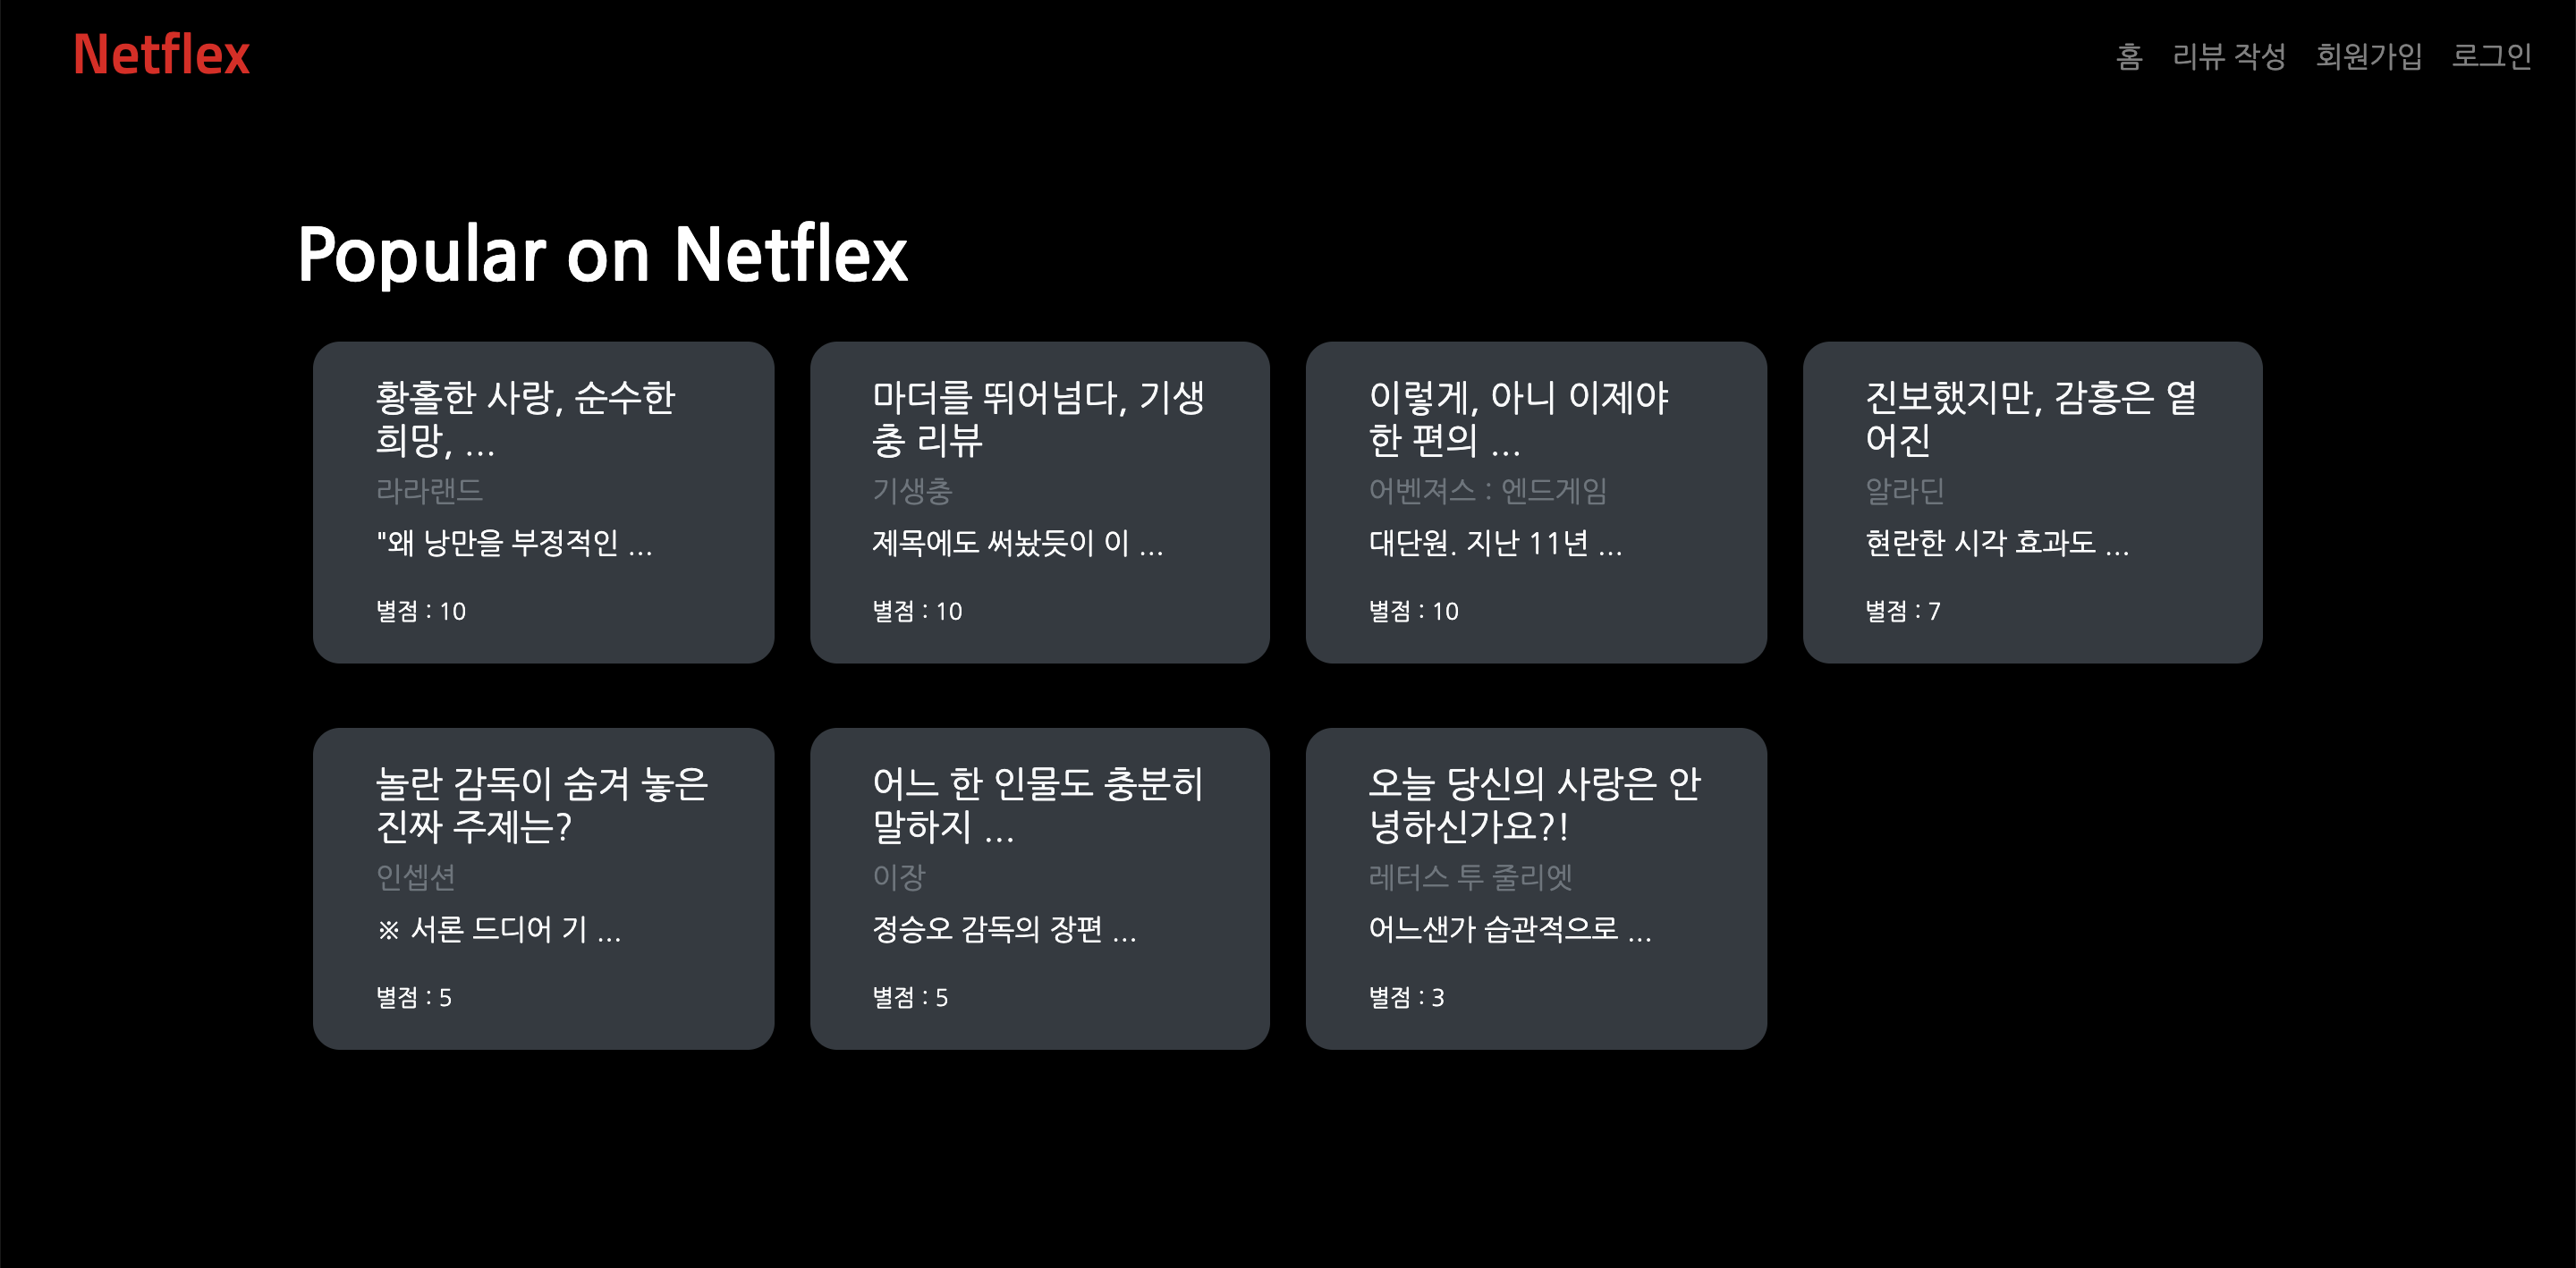 Netflex
홈 리뷰 작성 회원가입 로그인
Popular on Netflex
황홀한 사랑, 순수한
희망, ...
라라랜드
"왜 낭만을 부정적인 ...
별점 : 10
마더를 뛰어넘다, 기생
충 리뷰
기생충
제목에도 써놨듯이 이 ...
별점 : 10
이렇게, 아니 이제야
한 편의 ...
어벤져스 : 엔드게임
대단원. 지난 11년 ...
별점 : 10
진보했지만, 감흥은 옅
어진
알라딘
현란한 시각 효과도 ...
별점 : 7
놀란 감독이 숨겨 놓은
진짜 주제는?
인셉션
※ 서론 드디어 기 ...
별점 : 5
어느 한 인물도 충분히
말하지 ...
이장
정승오 감독의 장편 ...
별점 : 5
오늘 당신의 사랑은 안
녕하신가요?!
레터스 투 줄리엣
어느샌가 습관적으로 ...
별점 : 3